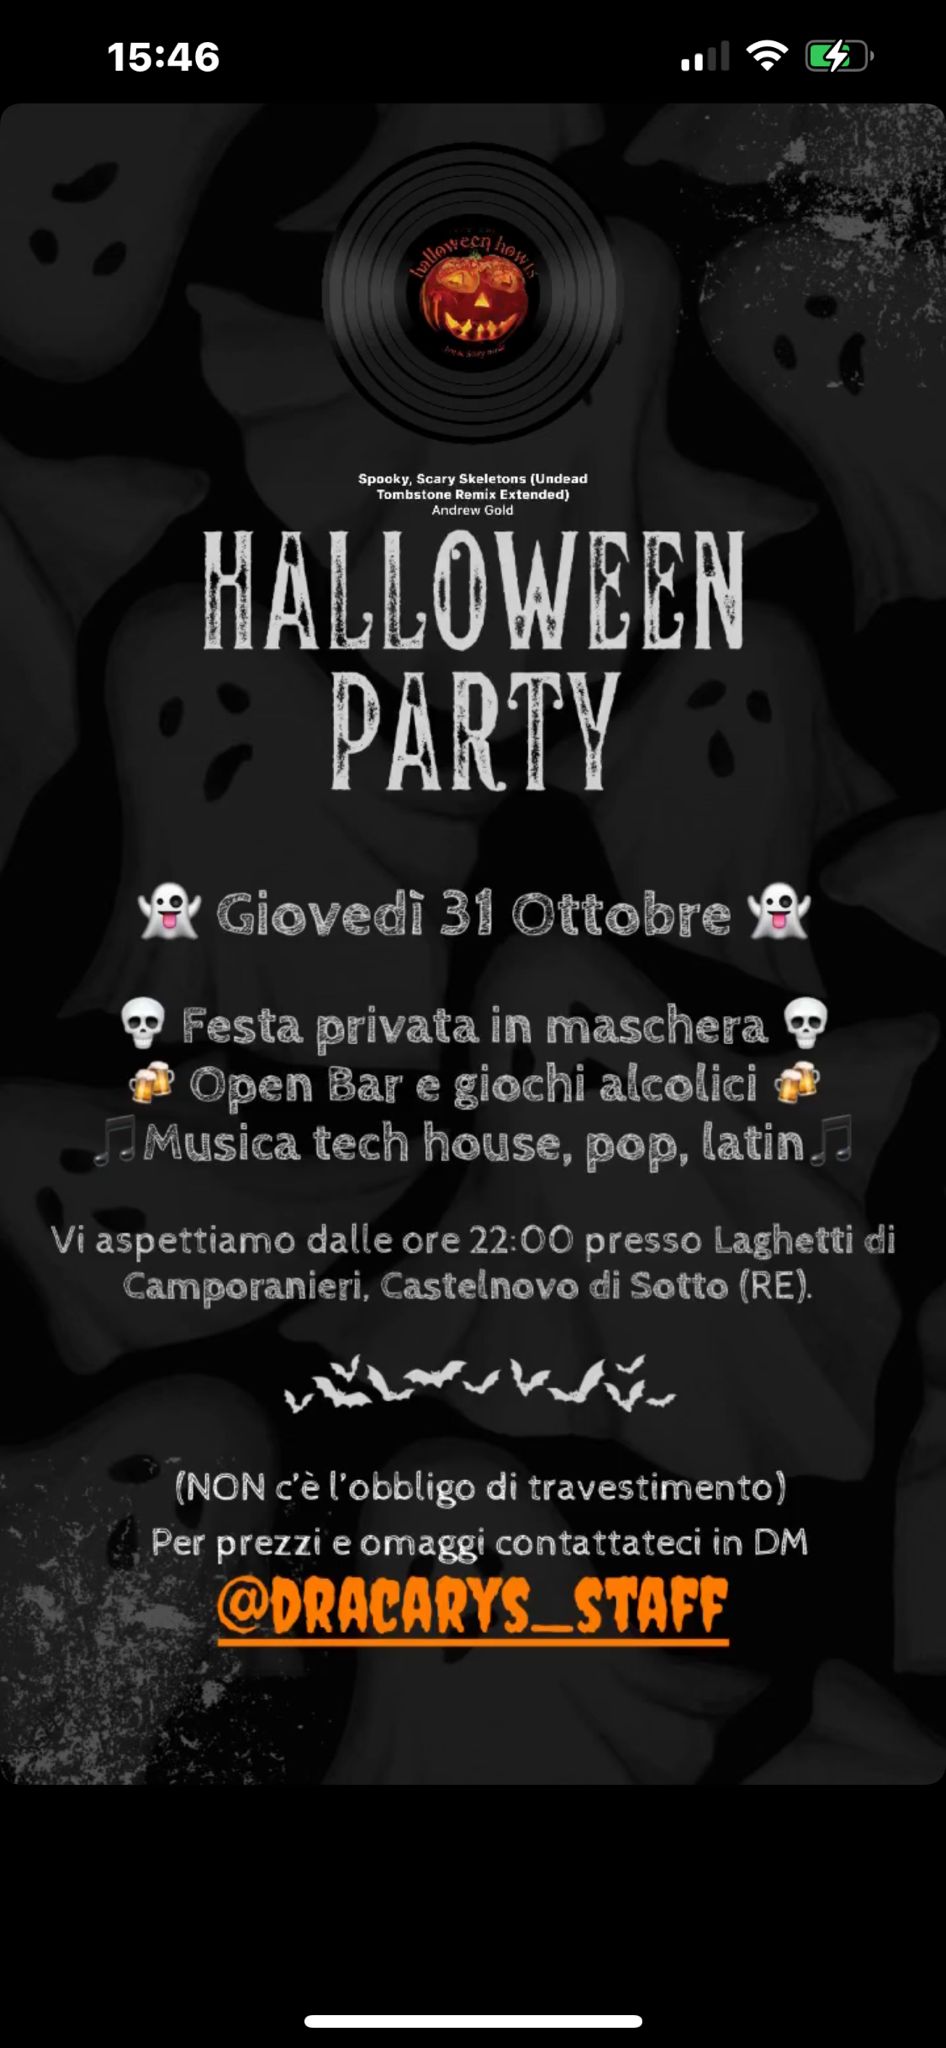 15:46
halloween howls
Spooky, Scary Skeletons (Undead
Tombstone Remix Extended)
Andrew Gold
HALLOWEEN
PARTY
👻 Giovedì 31 Ottobre 👻
💀 Festa privata in maschera 💀
🍻 Open Bar e giochi alcolici 🍻
🎵Musica tech house, pop, latin🎵
Vi aspettiamo dalle ore 22:00 presso Laghetti di
Camporanieri, Castelnovo di Sotto (RE).
(NON c'è l'obbligo di travestimento)
Per prezzi e omaggi contattateci in DM
@DRACARYS_STAFF